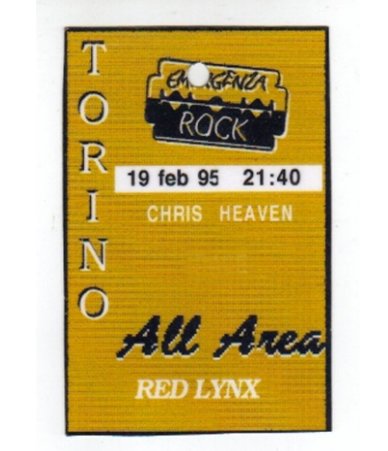 TORINO
EMERGENZA
ROCK
19 feb 95 21:40
CHRIS HEAVEN
All Area
RED LYNX